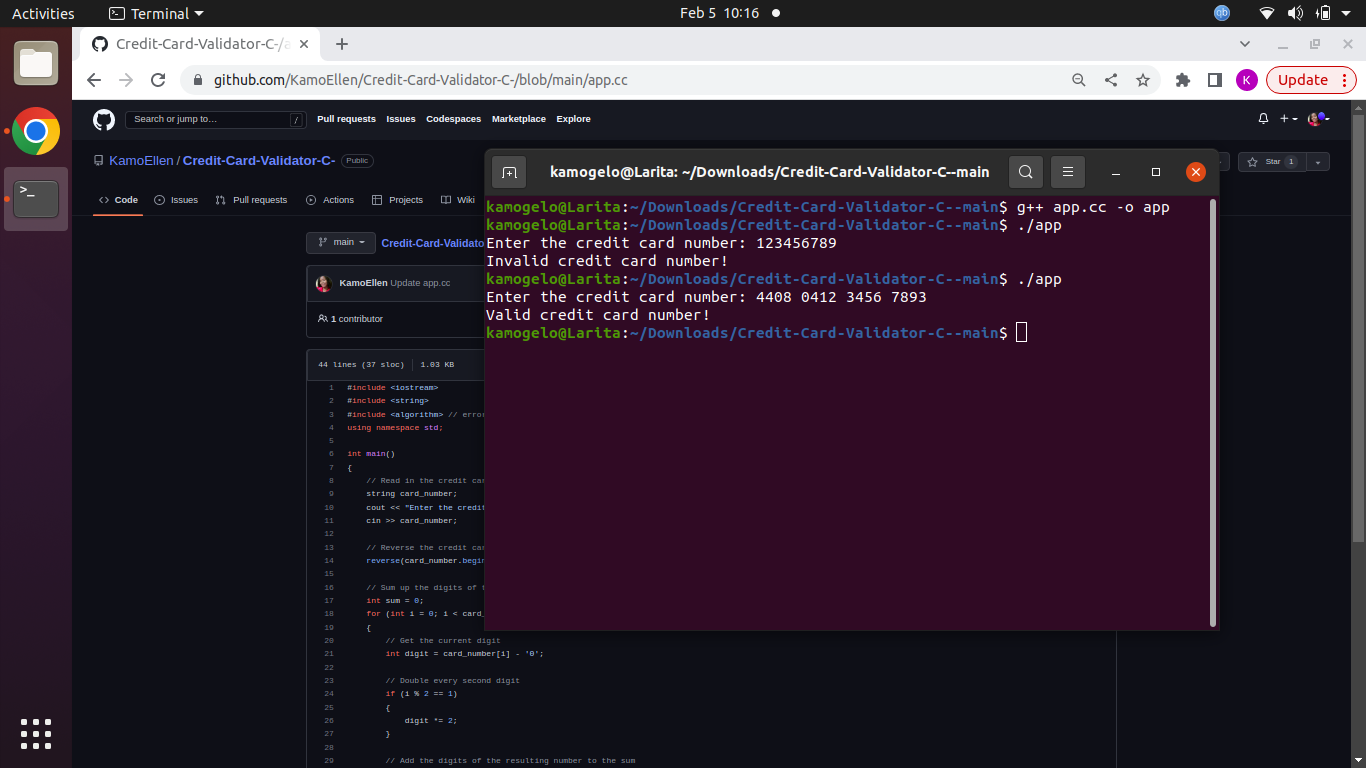 Activities Terminal Feb 5 10:16
Credit-Card-Validator-C-/a
github.com/KamoEllen/Credit-Card-Validator-C-/blob/main/app.cc K Update
Search or jump to… / Pull requests Issues Codespaces Marketplace Explore
KamoEllen / Credit-Card-Validator-C- Public Star 1
Code Issues Pull requests Actions Projects Wiki
main Credit-Card-Validato
KamoEllen Update app.cc
1 contributor
44 lines (37 sloc) 1.03 KB
1 #include <iostream>
2 #include <string>
3 #include <algorithm> // error
4 using namespace std;
5
6 int main()
7 {
8 // Read in the credit car
9 string card_number;
10 cout << "Enter the credit
11 cin >> card_number;
12
13 // Reverse the credit car
14 reverse(card_number.begin
15
16 // Sum up the digits of t
17 int sum = 0;
18 for (int i = 0; i < card_
19 {
20 // Get the current digit
21 int digit = card_number[i] - '0';
22
23 // Double every second digit
24 if (i % 2 == 1)
25 {
26 digit *= 2;
27 }
28
29 // Add the digits of the resulting number to the sum
kamogelo@Larita: ~/Downloads/Credit-Card-Validator-C--main
kamogelo@Larita:~/Downloads/Credit-Card-Validator-C--main$ g++ app.cc -o app
kamogelo@Larita:~/Downloads/Credit-Card-Validator-C--main$ ./app
Enter the credit card number: 123456789
Invalid credit card number!
kamogelo@Larita:~/Downloads/Credit-Card-Validator-C--main$ ./app
Enter the credit card number: 4408 0412 3456 7893
Valid credit card number!
kamogelo@Larita:~/Downloads/Credit-Card-Validator-C--main$